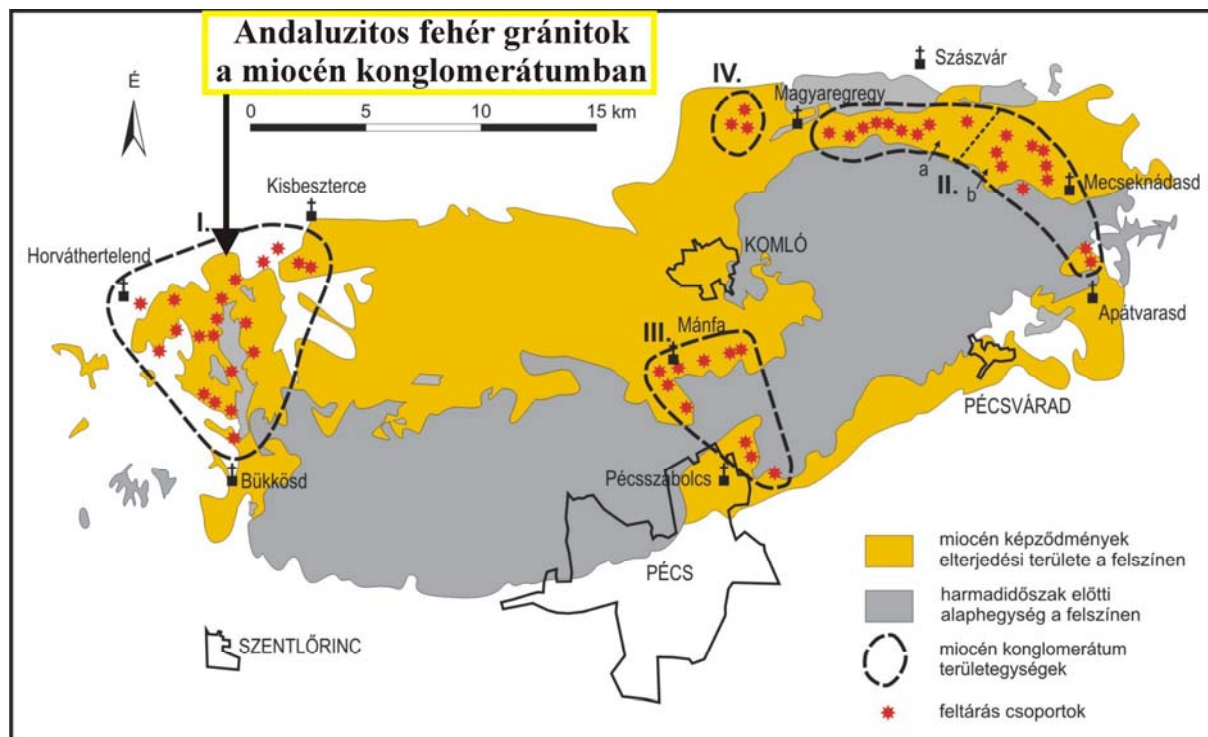 Andaluzitos fehér gránitok
a miocén konglomerátumban
É
0
5
10
15 km
Szászvár
IV.
Magyaregregy
a
II.
b
Mecseknádasd
Kisbeszterce
I.
Horváthertelend
KOMLÓ
Apátvarasd
III.
Mánfa
PÉCSVÁRAD
Pécsszabolcs
Bükkösd
PÉCS
SZENTLŐRINC
miocén képződmények
elterjedési területe a felszínen
harmadidőszak előtti
alaphegység a felszínen
miocén konglomerátum
területegységek
feltárás csoportok